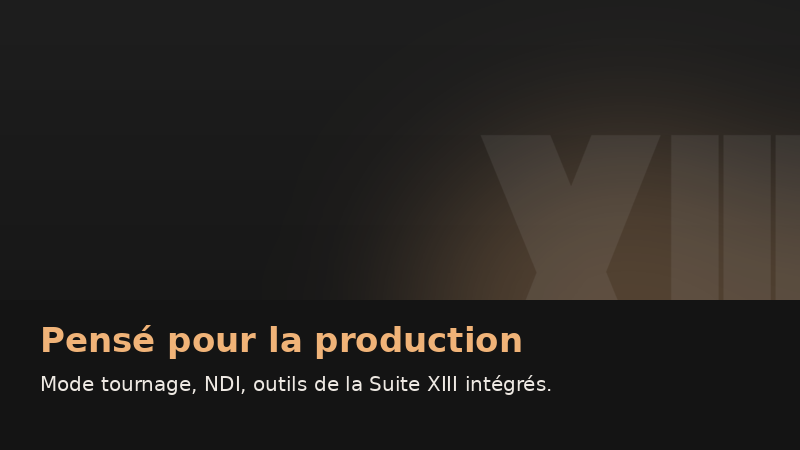 XIII
Pensé pour la production
Mode tournage, NDI, outils de la Suite XIII intégrés.